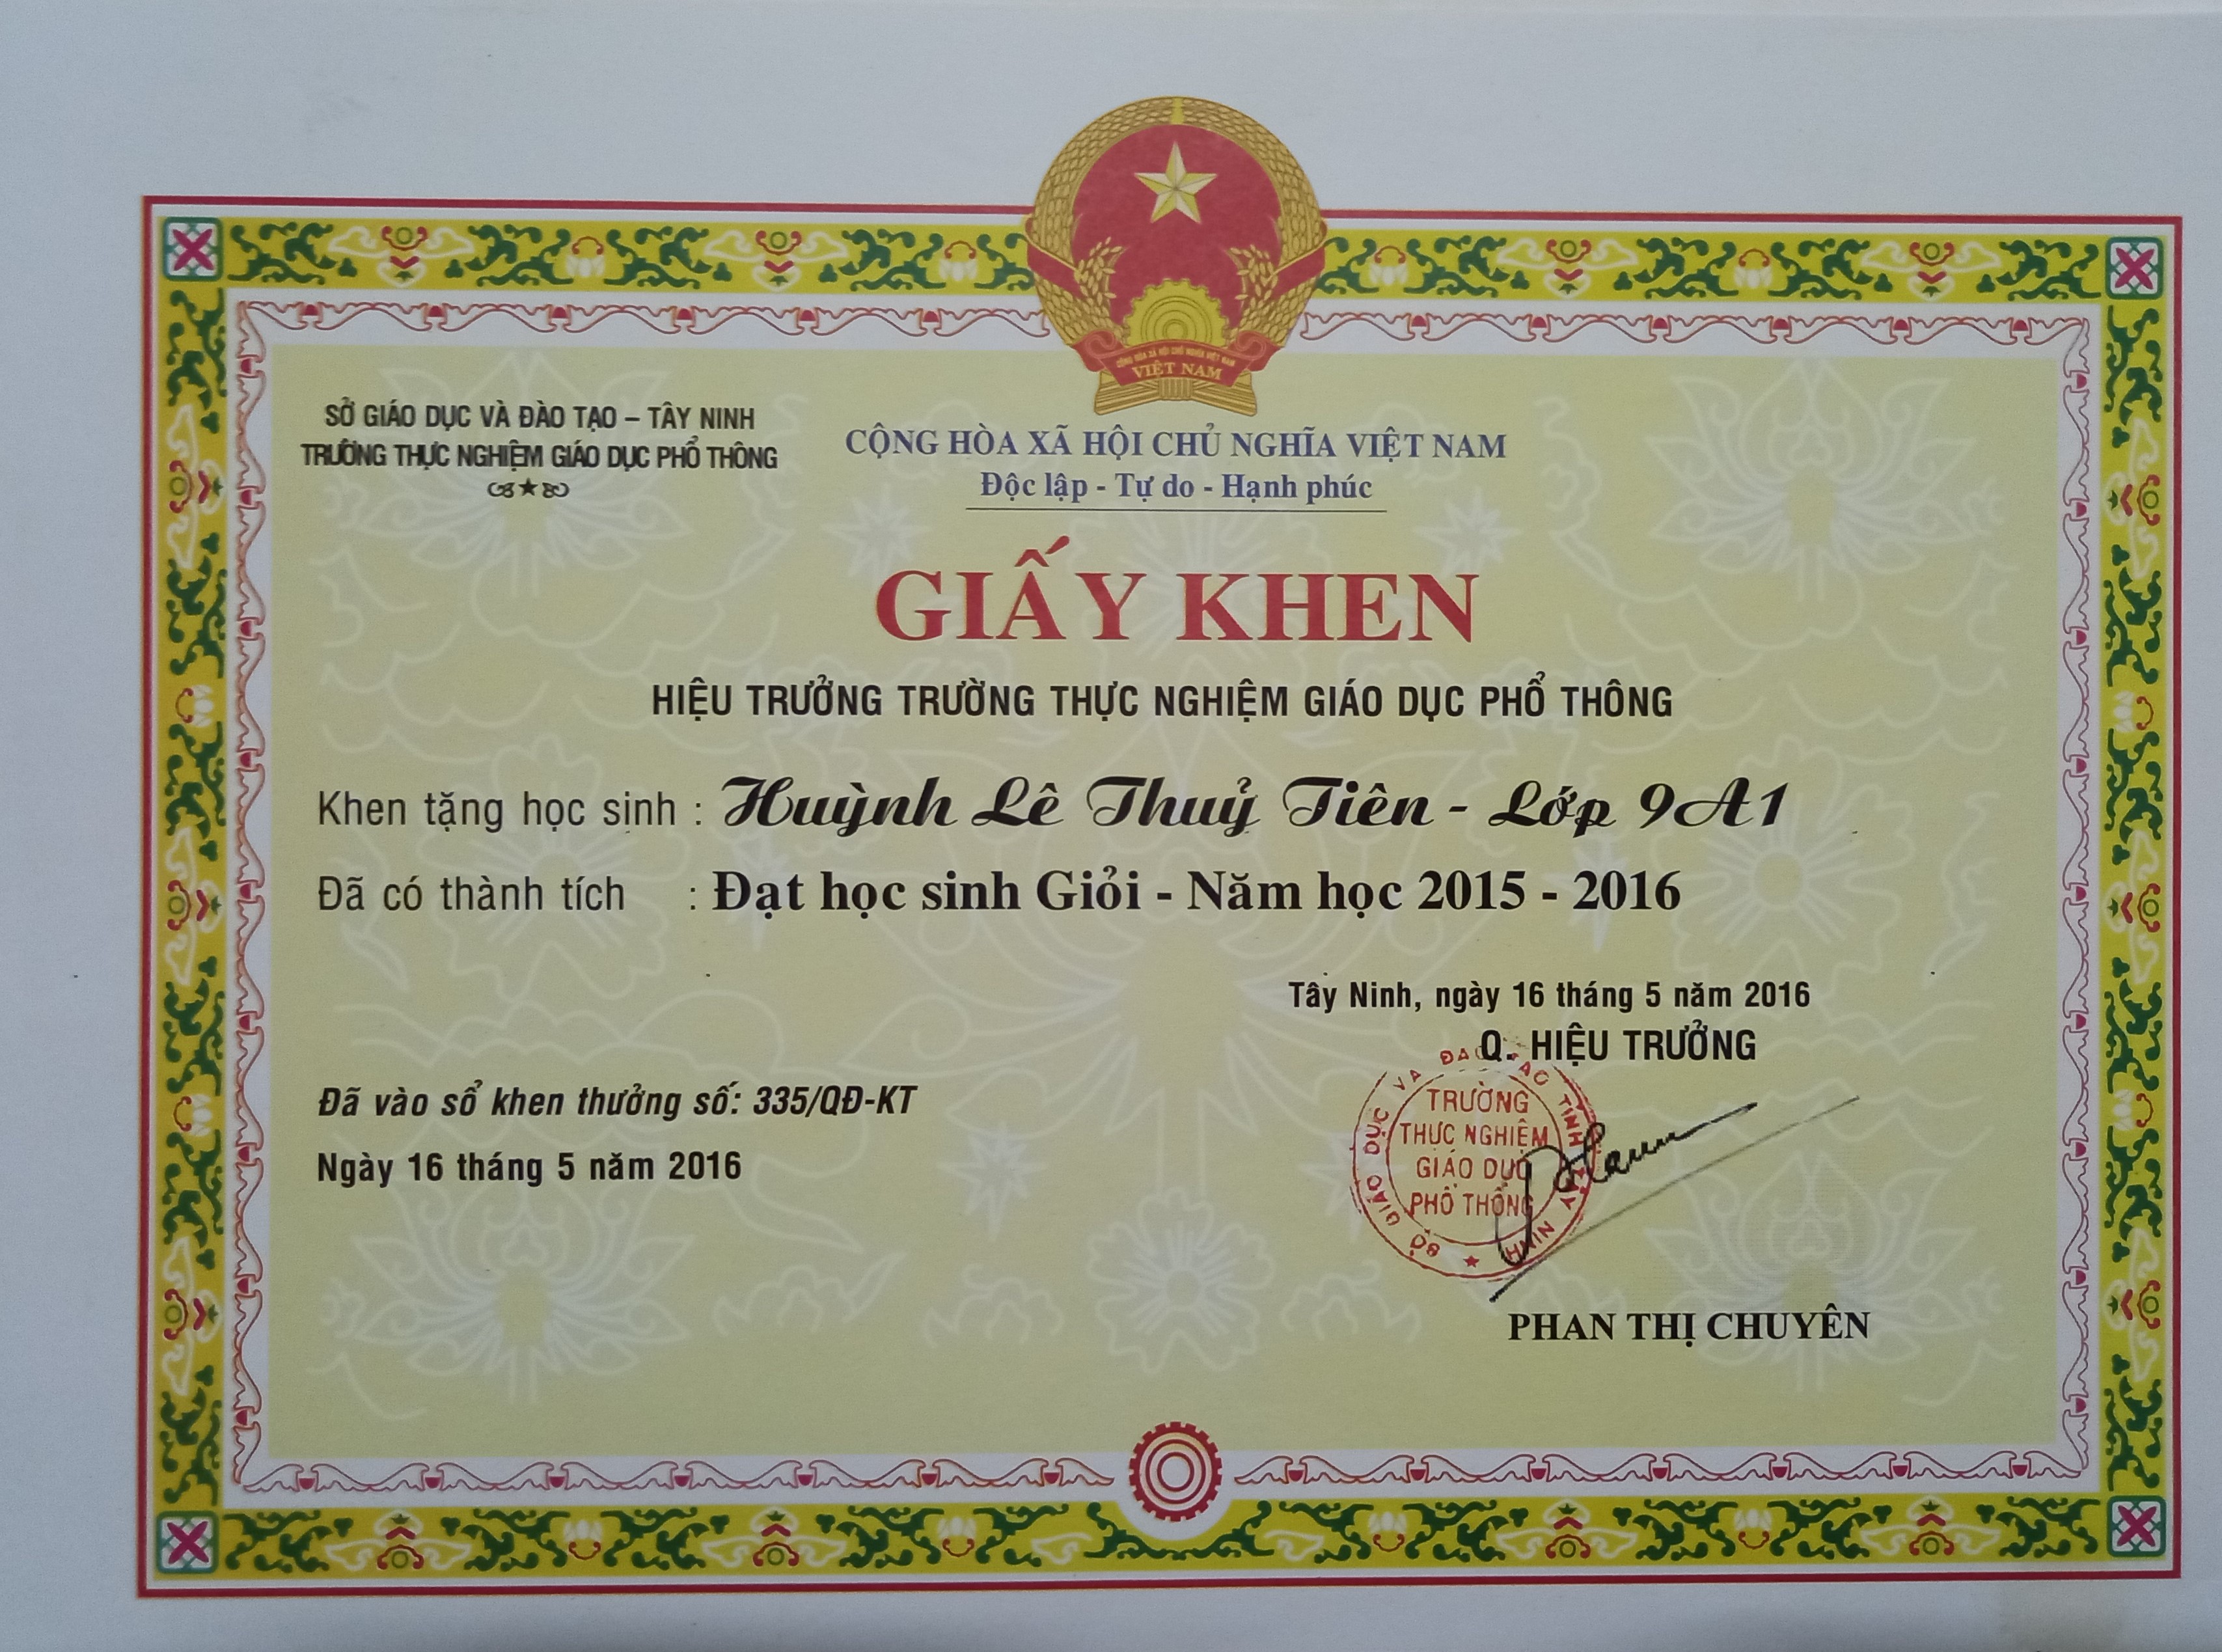 CỘNG HÒA XÃ HỘI CHỦ NGHĨA VIỆT NAM
VIỆT NAM
SỞ GIÁO DỤC VÀ ĐÀO TẠO – TÂY NINH
TRƯỜNG THỰC NGHIỆM GIÁO DỤC PHỔ THÔNG
CỘNG HÒA XÃ HỘI CHỦ NGHĨA VIỆT NAM
Độc lập - Tự do - Hạnh phúc
GIẤY KHEN
HIỆU TRƯỞNG TRƯỜNG THỰC NGHIỆM GIÁO DỤC PHỔ THÔNG
Khen tặng học sinh : Huỳnh Lê Thuỷ Tiên - Lớp 9A1
Đã có thành tích : Đạt học sinh Giỏi - Năm học 2015 - 2016
Tây Ninh, ngày 16 tháng 5 năm 2016
Q. HIỆU TRƯỞNG
Đã vào sổ khen thưởng số: 335/QĐ-KT
Ngày 16 tháng 5 năm 2016
SỞ GIÁO DỤC VÀ ĐÀO TẠO TỈNH TÂY NINH
TRƯỜNG
THỰC NGHIỆM
GIÁO DỤC
PHỔ THÔNG
PHAN THỊ CHUYÊN